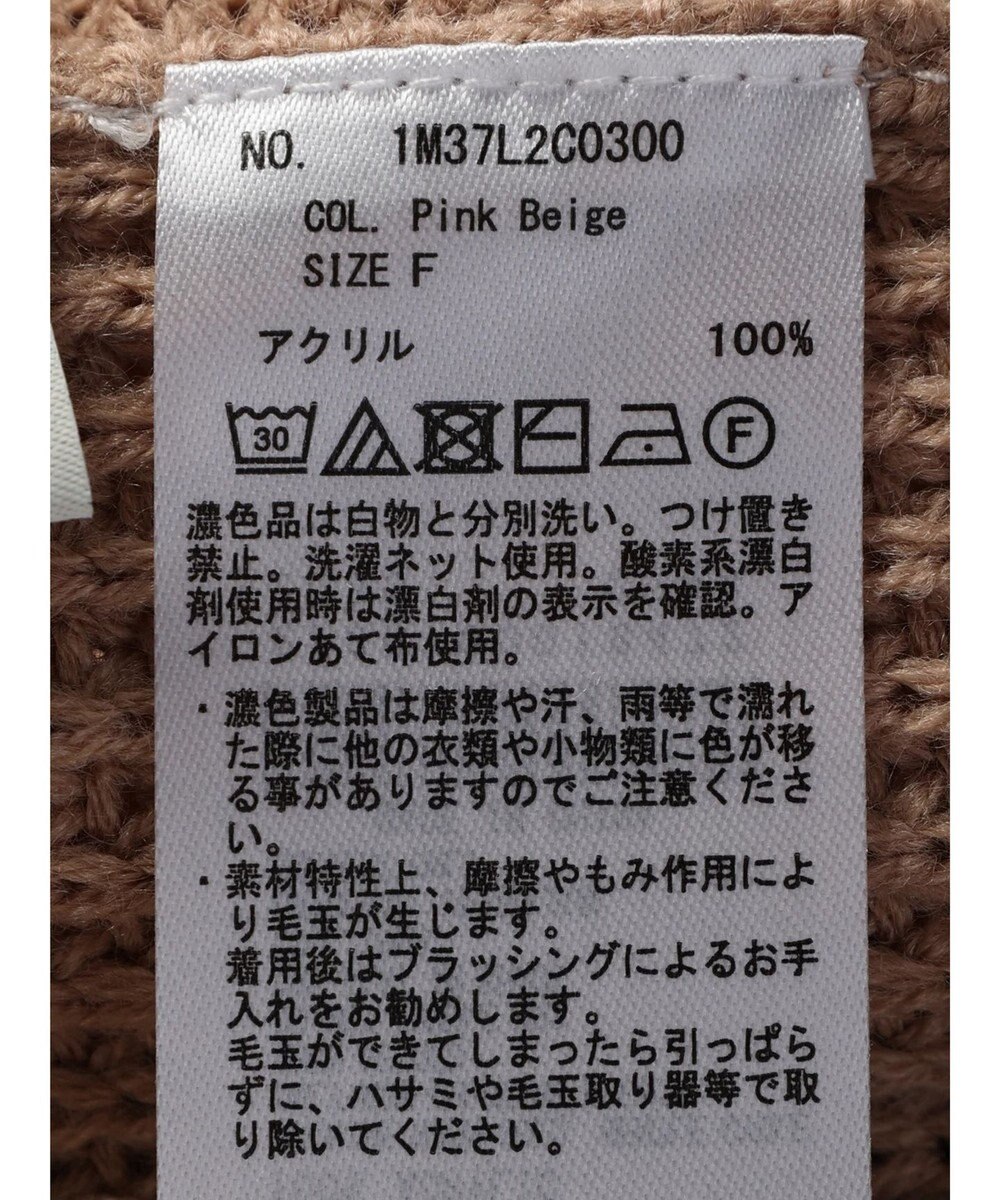 NO. 1M37L2C0300
COL. Pink Beige
SIZE F
アクリル 100%
30 F
濃色品は白物と分別洗い。つけ置き
禁止。洗濯ネット使用。酸素系漂白
剤使用時は漂白剤の表示を確認。ア
イロンあて布使用。
・濃色製品は摩擦や汗、雨等で濡れ
た際に他の衣類や小物類に色が移
る事がありますのでご注意くださ
い。
・素材特性上、摩擦やもみ作用によ
り毛玉が生じます。
着用後はブラッシングによるお手
入れをお勧めします。
毛玉ができてしまったら引っぱら
ずに、ハサミや毛玉取り器等で取
り除いてください。